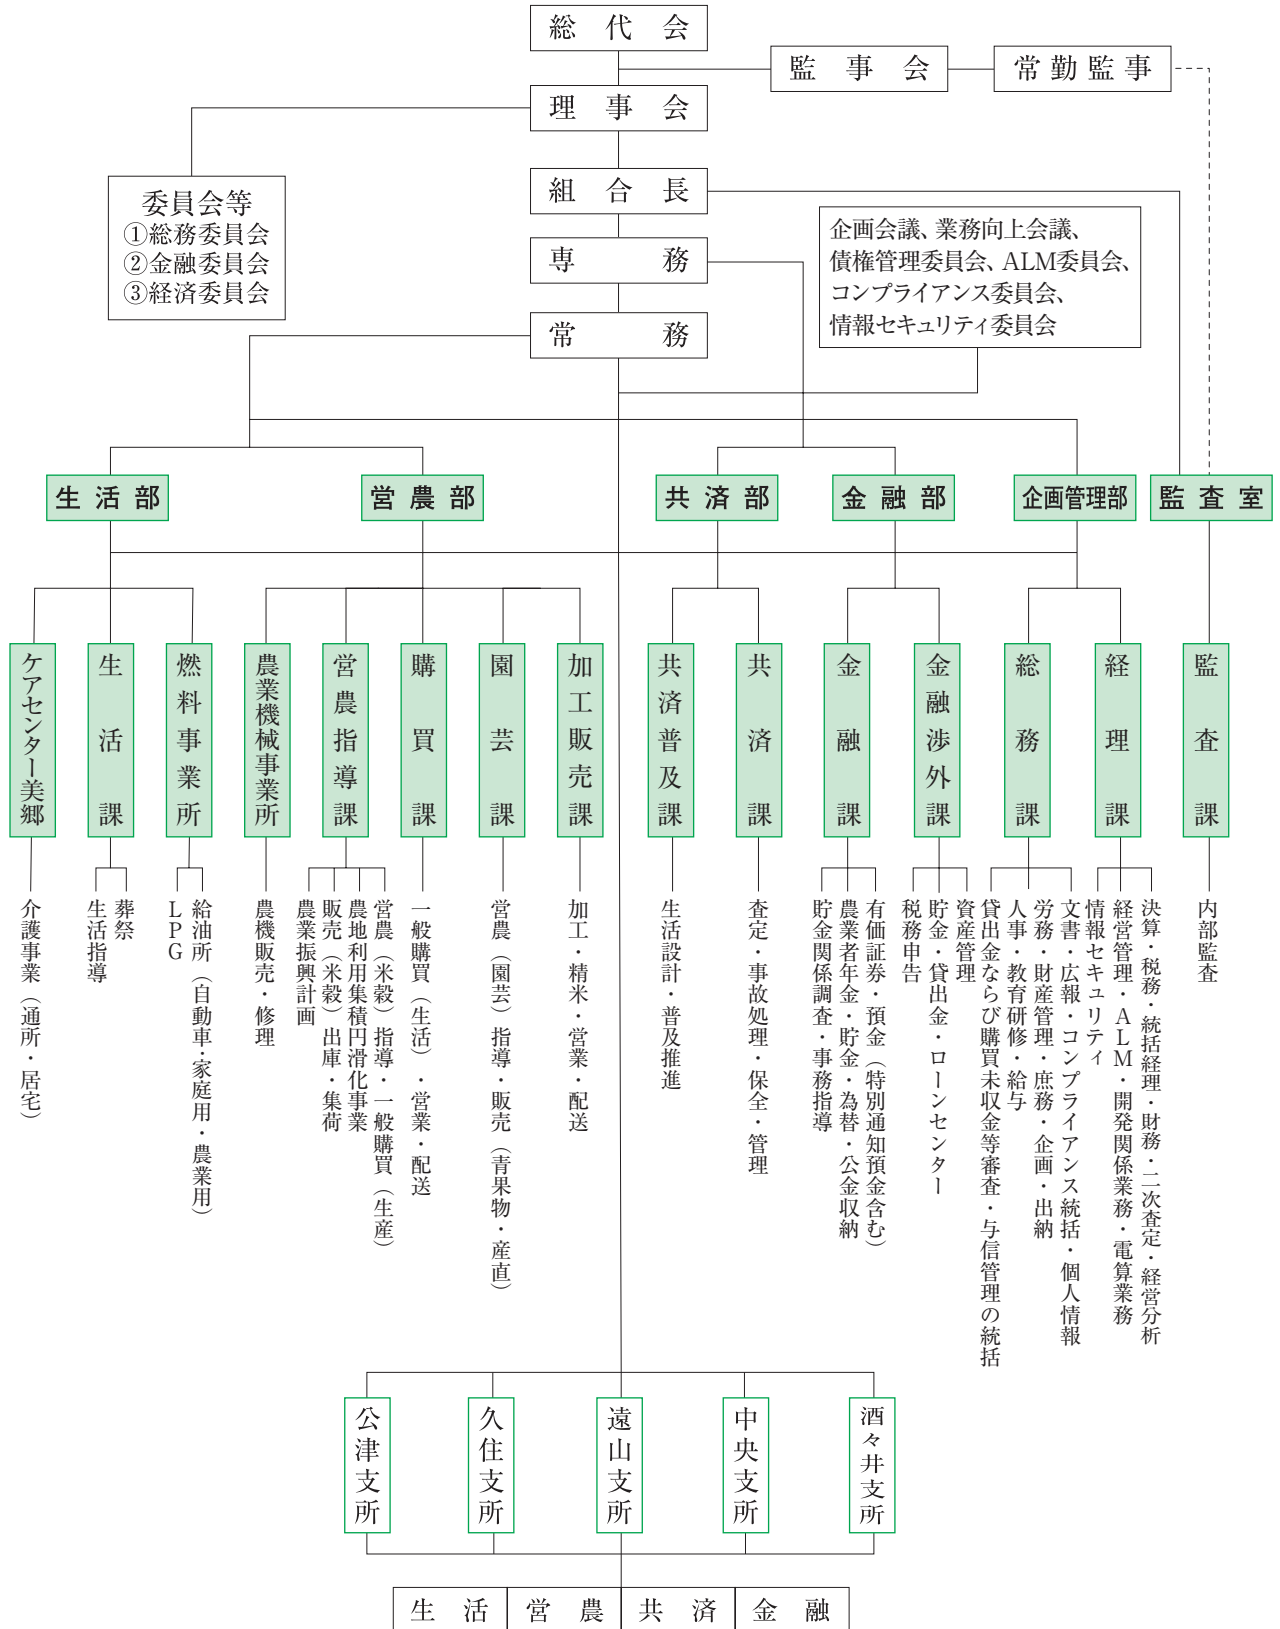 総代会
監事会
常勤監事
理事会
組合長
委員会等
①総務委員会
②金融委員会
③経済委員会
企画会議、業務向上会議、
債権管理委員会、ALM委員会、
コンプライアンス委員会、
情報セキュリティ委員会
専務
常務
生活部
営農部
共済部
金融部
企画管理部
監査室
ケアセンター美郷
生活課
燃料事業所
農業機械事業所
営農指導課
購買課
園芸課
加工販売課
共済普及課
共済課
金融課
金融渉外課
総務課
経理課
監査課
介護事業（通所・居宅）
生活指導
葬祭
LPG
給油所（自動車・家庭用・農業用）
農機販売・修理
農業振興計画
販売（米穀）出庫・集荷
農地利用集積円滑化事業
営農（米穀）指導・一般購買（生産）
一般購買（生活）・営業・配送
営農（園芸）指導・販売（青果物・産直）
加工・精米・営業・配送
生活設計・普及推進
査定・事故処理・保全・管理
貯金関係調査・事務指導
農業者年金・貯金・為替・公金収納
有価証券・預金（特別通知預金含む）
税務申告
貯金・貸出金・ローンセンター
資産管理
貸出金ならび購買未収金等審査・与信管理の統括
人事・教育研修・給与
労務・財産管理・庶務・企画・出納
文書・広報・コンプライアンス統括・個人情報
情報セキュリティ
経営管理・ALM・開発関係業務・電算業務
決算・税務・統括経理・財務・二次査定・経営分析
内部監査
公津支所
久住支所
遠山支所
中央支所
酒々井支所
生活
営農
共済
金融